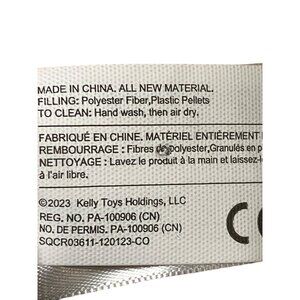 MADE IN CHINA. ALL NEW MATERIAL.
FILLING: Polyester Fiber,Plastic Pellets
TO CLEAN: Hand wash, then air dry.
FABRIQUÉ EN CHINE. MATÉRIEL ENTIÈREMENT
REMBOURRAGE : Fibres polyester,Granulés en
NETTOYAGE : Lavez le produit à la main et laissez-
à l'air libre.
©2023 Kelly Toys Holdings, LLC
REG. NO. PA-100906 (CN)
NO. DE PERMIS. PA-100906 (CN)
SQCR03611-120123-CO
CE